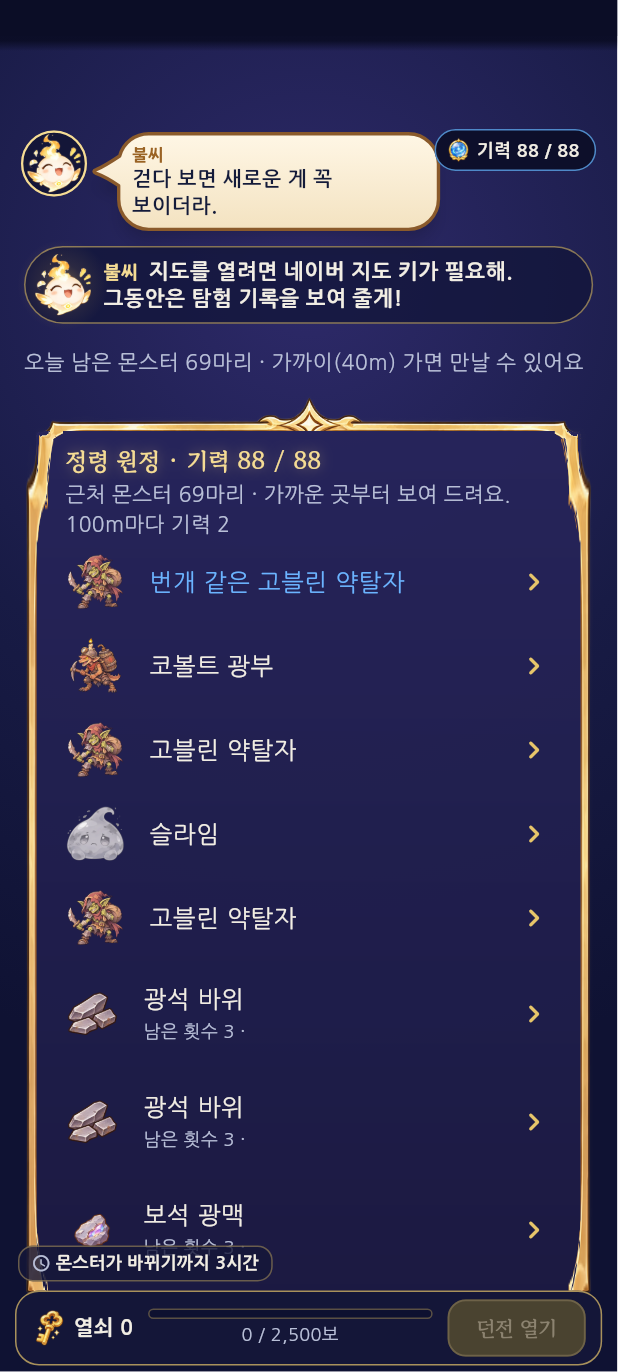 불씨
걷다 보면 새로운 게 꼭
보이더라.
기력 88 / 88
불씨 지도를 열려면 네이버 지도 키가 필요해.
그동안은 탐험 기록을 보여 줄게!
오늘 남은 몬스터 69마리 · 가까이(40m) 가면 만날 수 있어요
정령 원정 · 기력 88 / 88
근처 몬스터 69마리 · 가까운 곳부터 보여 드려요.
100m마다 기력 2
번개 같은 고블린 약탈자
코볼트 광부
고블린 약탈자
슬라임
고블린 약탈자
광석 바위
남은 횟수 3 ·
광석 바위
남은 횟수 3 ·
보석 광맥
남은 횟수 3 ·
몬스터가 바뀌기까지 3시간
열쇠 0
0 / 2,500보
던전 열기